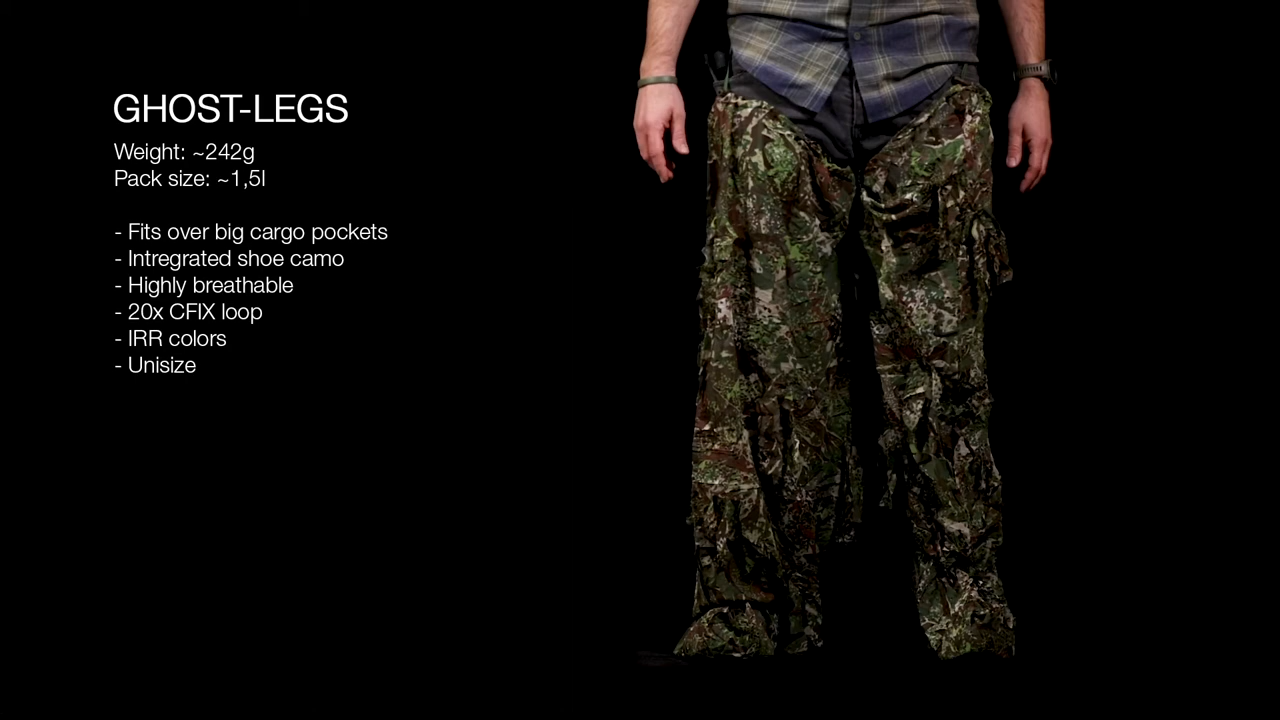 GHOST-LEGS
Weight: ~242g
Pack size: ~1,5l
- Fits over big cargo pockets
- Intregrated shoe camo
- Highly breathable
- 20x CFIX loop
- IRR colors
- Unisize